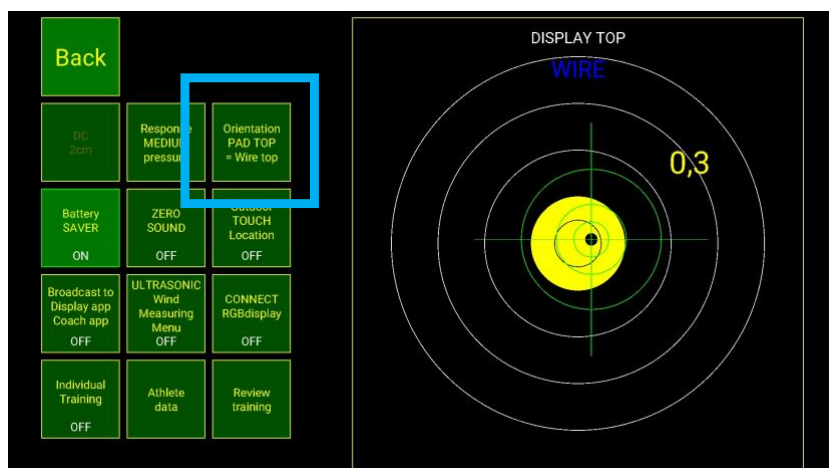 Back
DC
2cm
Response
MEDIUM
pressure
Orientation
PAD TOP
= Wire top
Battery
SAVER
ON
ZERO
SOUND
OFF
Outdoor
TOUCH
Location
OFF
Broadcast to
Display app
Coach app
OFF
ULTRASONIC
Wind
Measuring
Menu
OFF
CONNECT
RGBdisplay
OFF
Individual
Training
OFF
Athlete
data
Review
training
DISPLAY TOP
WIRE
0,3